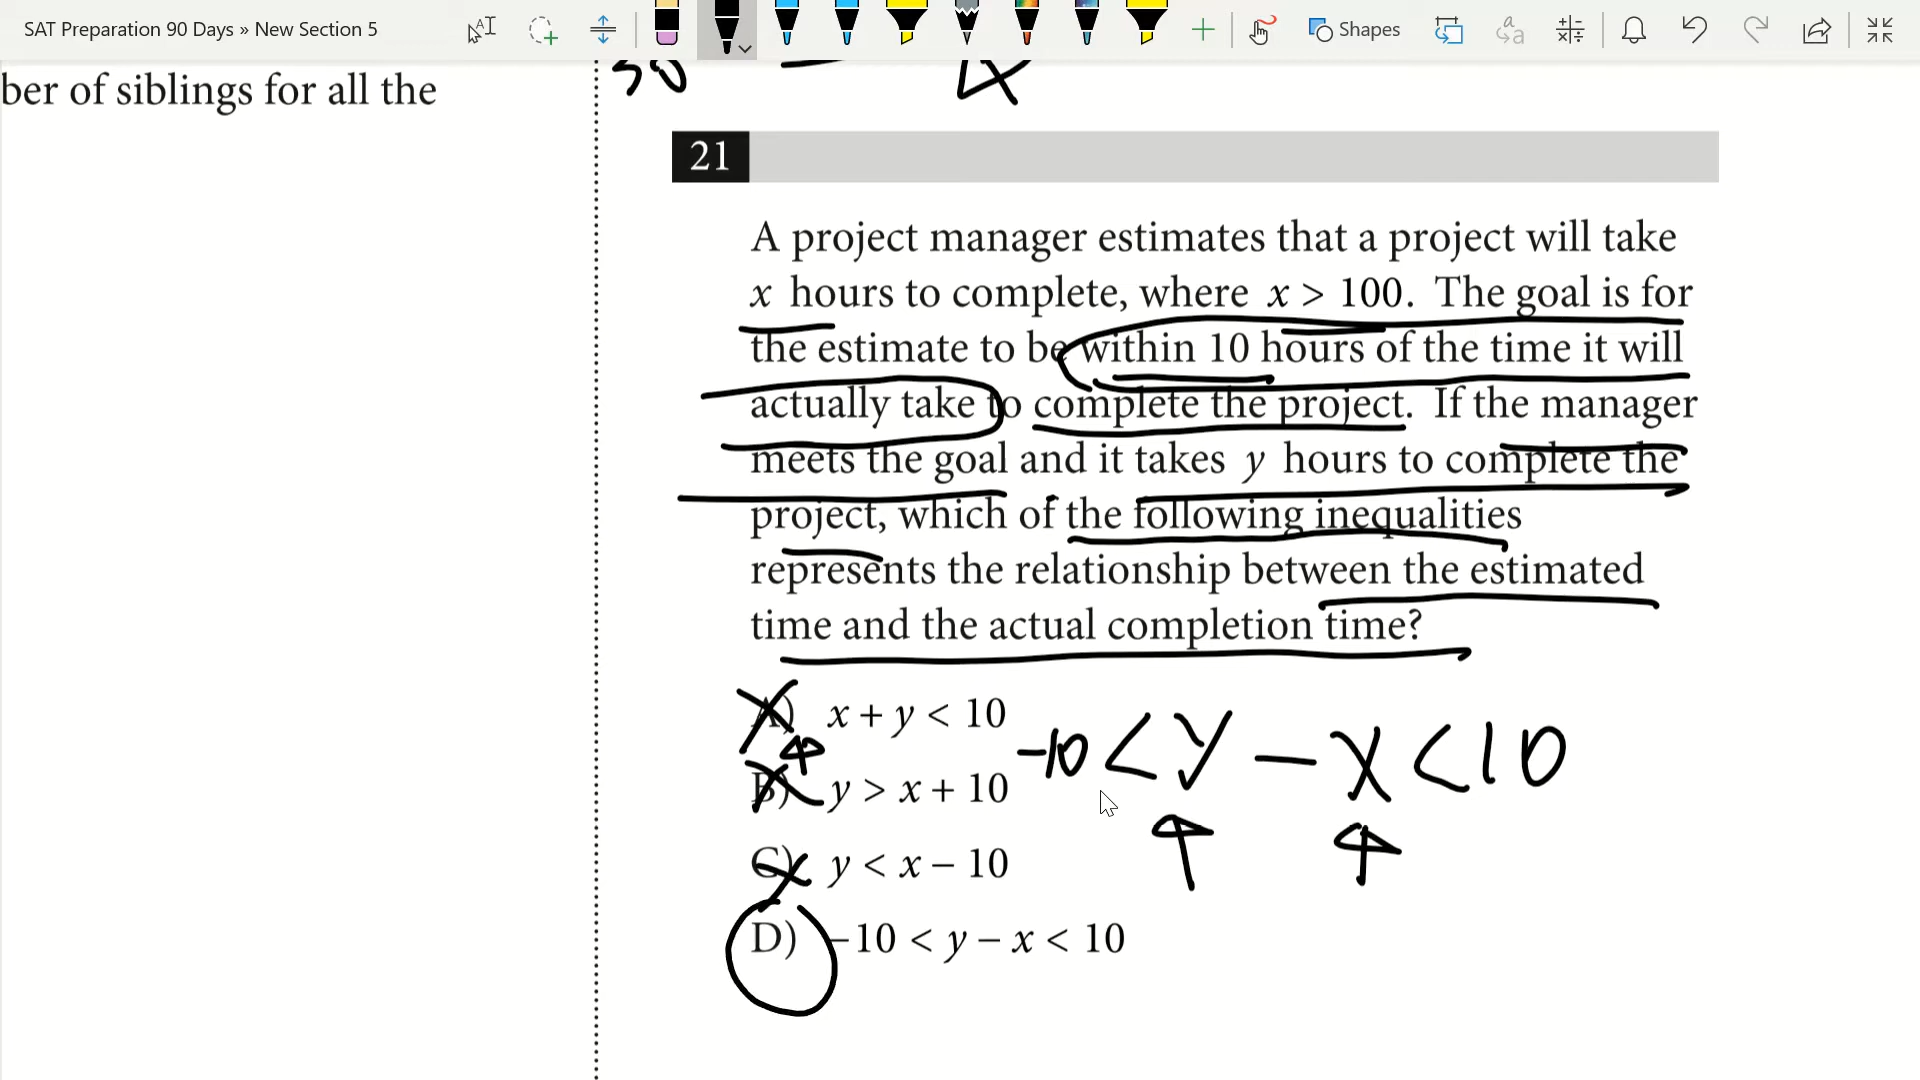 SAT Preparation 90 Days » New Section 5
Shapes
ber of siblings for all the
50
4
21
A project manager estimates that a project will take
x hours to complete, where x > 100. The goal is for
the estimate to be within 10 hours of the time it will
actually take to complete the project. If the manager
meets the goal and it takes y hours to complete the
project, which of the following inequalities
represents the relationship between the estimated
time and the actual completion time?
A) x + y < 10
-10 < y - x < 10
B) y > x + 10
C) y < x − 10
D) −10 < y − x < 10